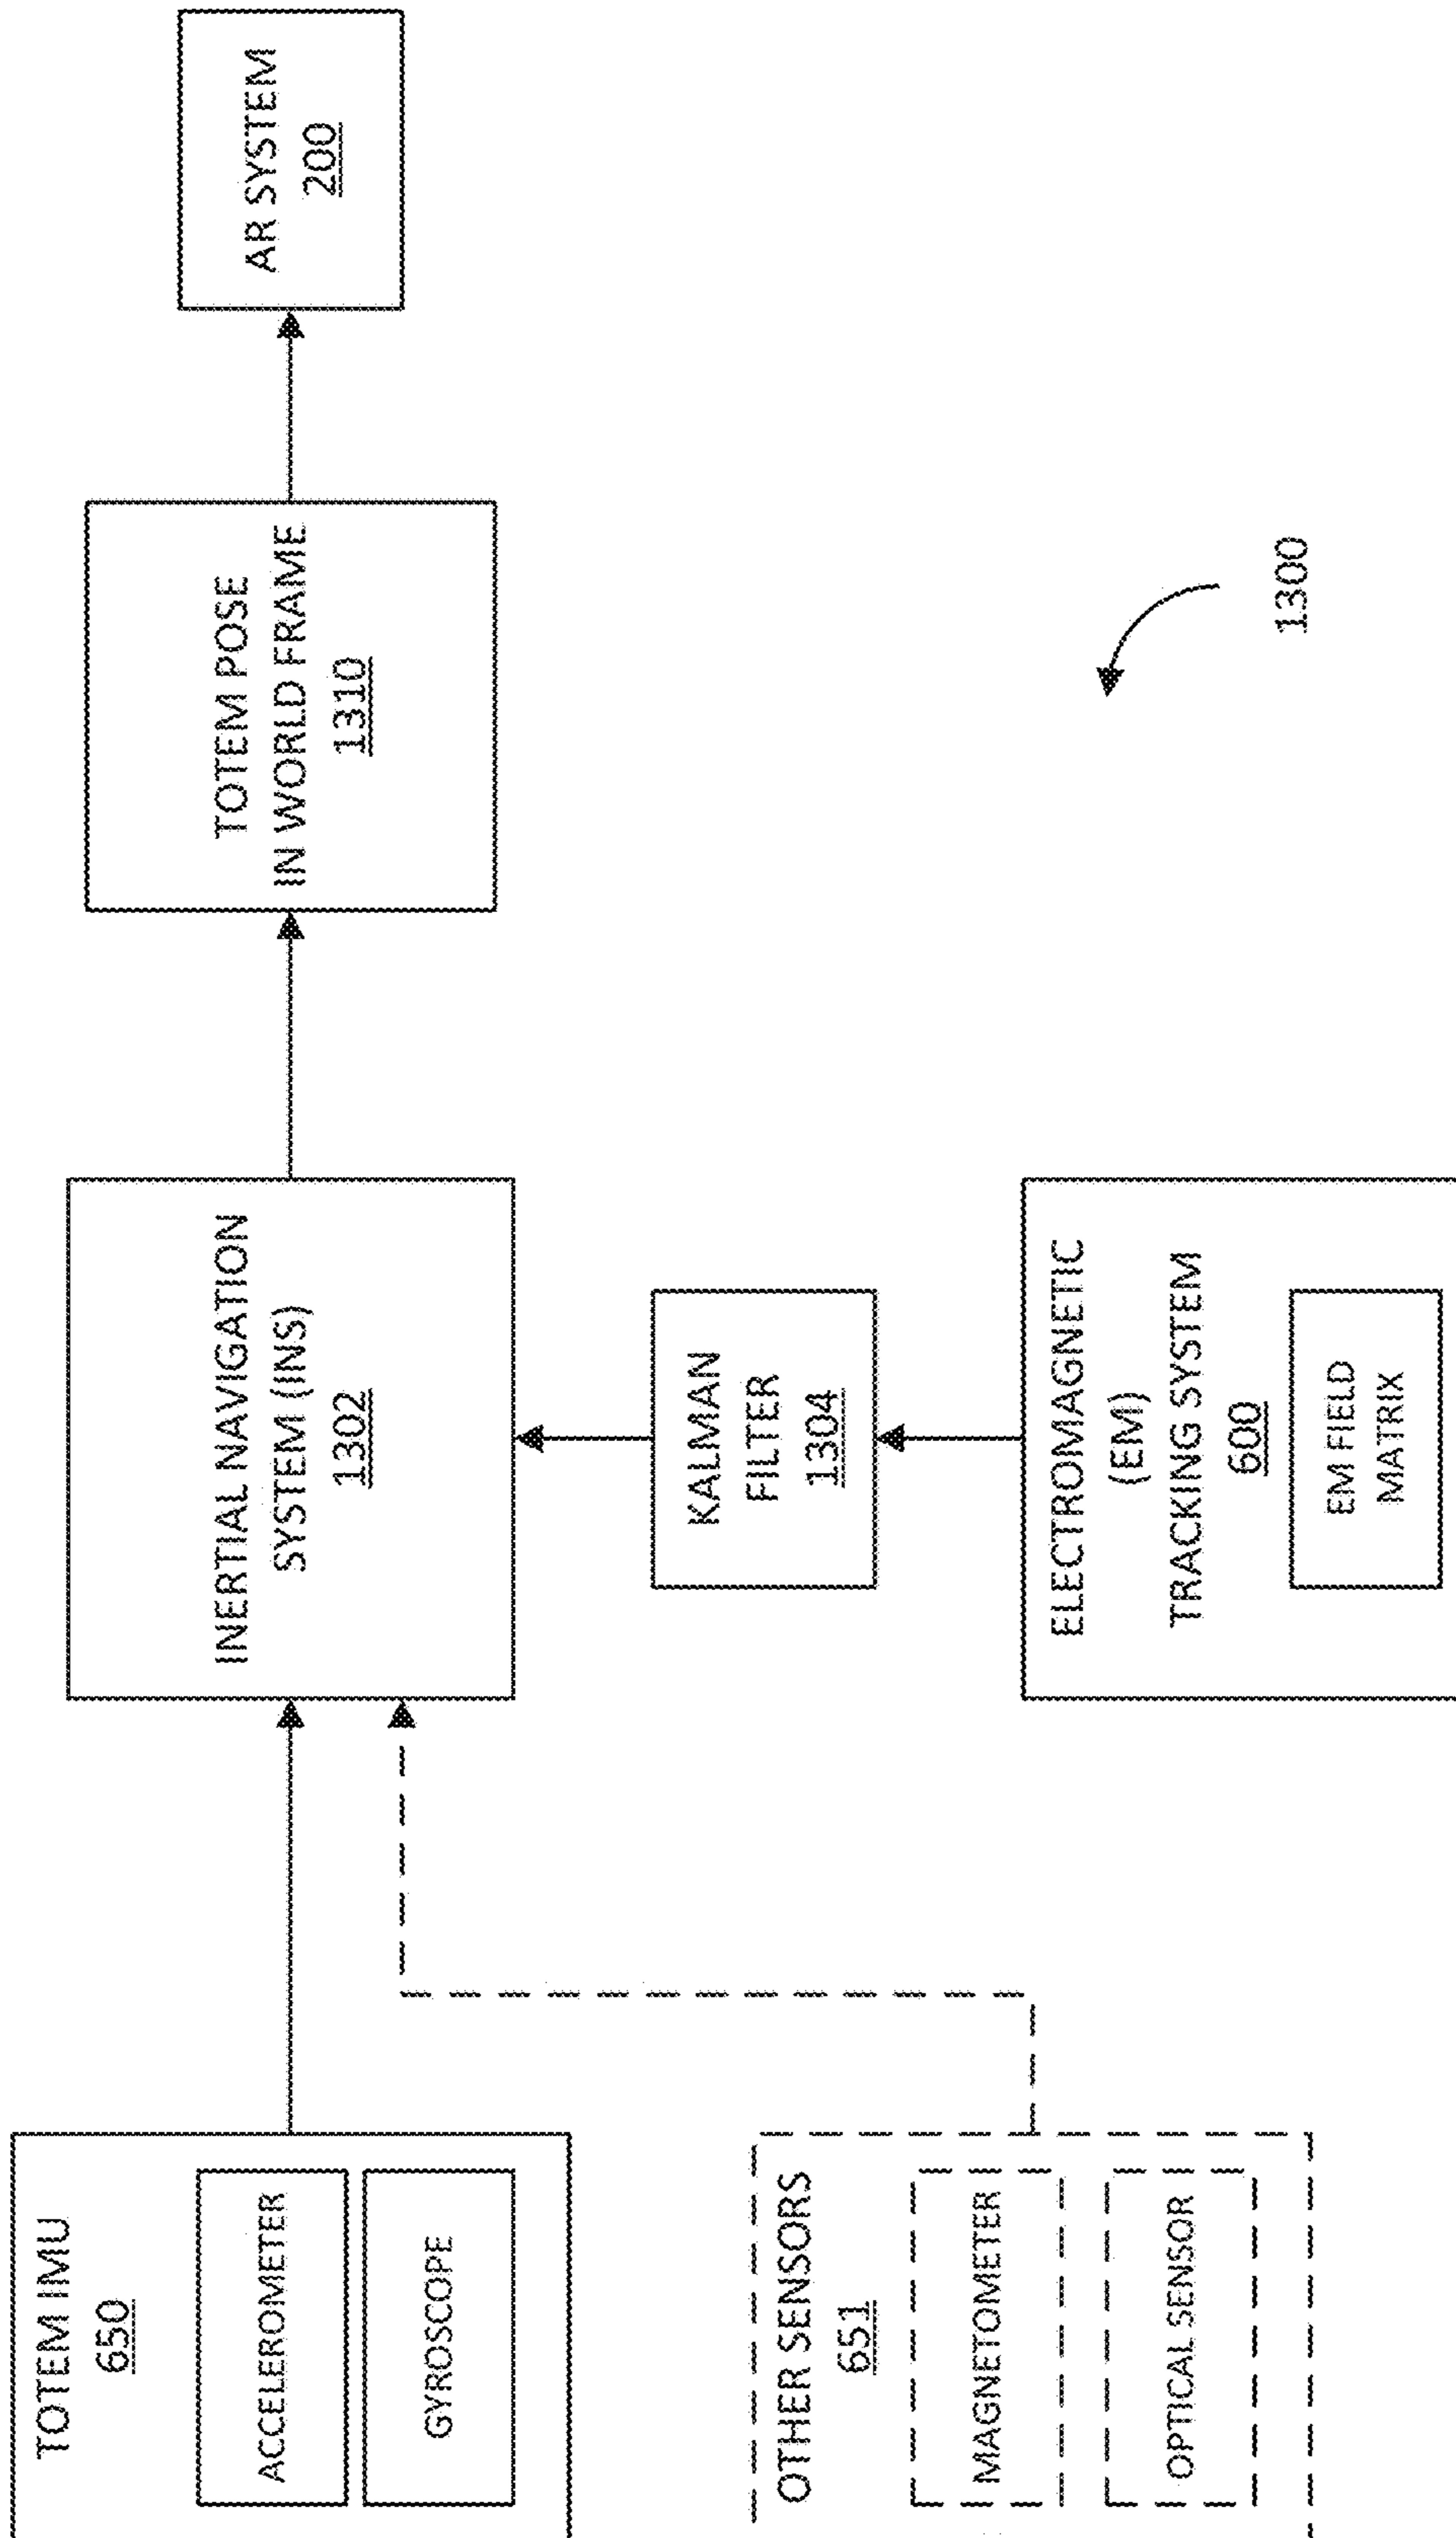 TOTEM IMU
650
ACCELEROMETER
GYROSCOPE
OTHER SENSORS
651
MAGNETOMETER
OPTICAL SENSOR
INERTIAL NAVIGATION
SYSTEM (INS)
1302
KALMAN
FILTER
1304
ELECTROMAGNETIC
(EM)
TRACKING SYSTEM
600
EM FIELD
MATRIX
TOTEM POSE
IN WORLD FRAME
1310
AR SYSTEM
200
1300